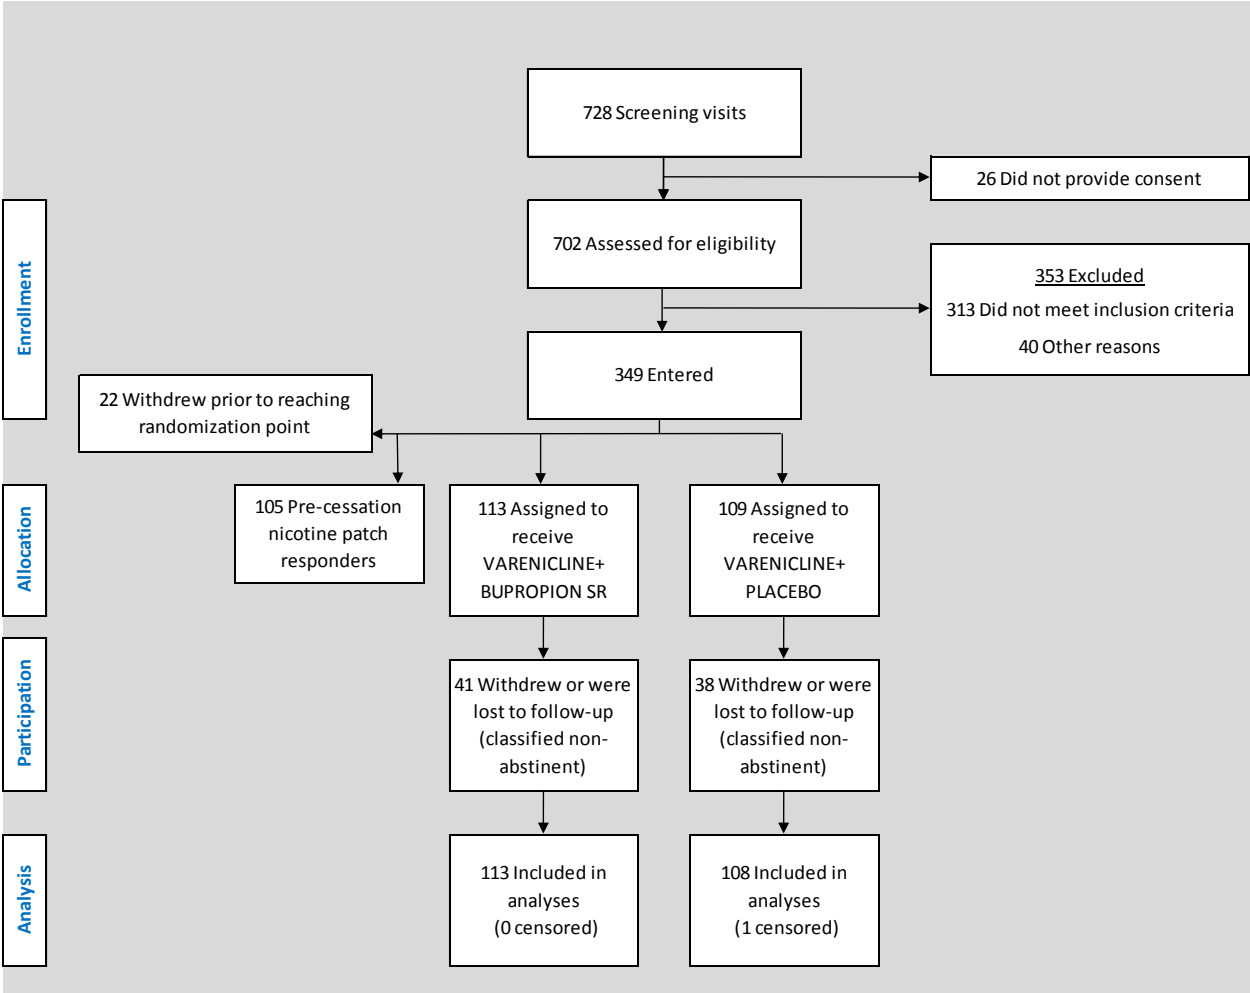 728 Screening visits
26 Did not provide consent
702 Assessed for eligibility
353 Excluded
313 Did not meet inclusion criteria
40 Other reasons
Enrollment
349 Entered
22 Withdrew prior to reaching
randomization point
Allocation
105 Pre-cessation
nicotine patch
responders
113 Assigned to
receive
VARENICLINE+
BUPROPION SR
109 Assigned to
receive
VARENICLINE+
PLACEBO
Participation
41 Withdrew or were
lost to follow-up
(classified non-
abstinent)
38 Withdrew or were
lost to follow-up
(classified non-
abstinent)
Analysis
113 Included in
analyses
(0 censored)
108 Included in
analyses
(1 censored)